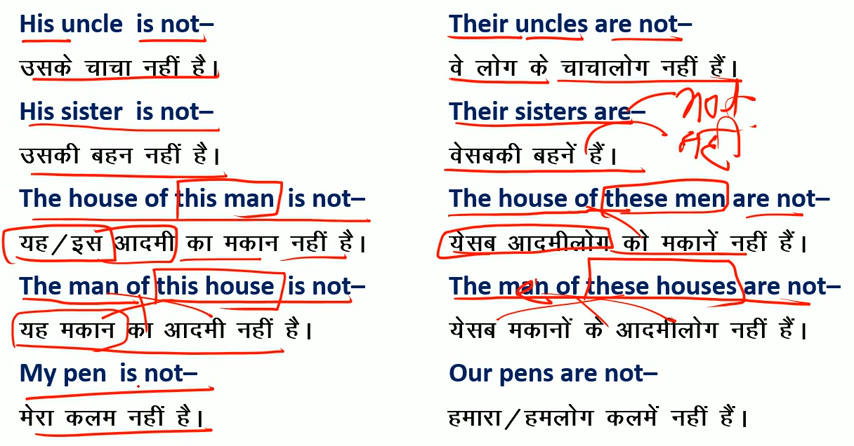 His uncle is not–
उसके चाचा नहीं है।
His sister is not–
उसकी बहन नहीं है।
The house of this man is not–
यह/इस आदमी का मकान नहीं है।
The man of this house is not–
यह मकान का आदमी नहीं है।
My pen is not–
मेरा कलम नहीं है।
Their uncles are not–
वे लोग के चाचालोग नहीं हैं।
Their sisters are–
not
नहीं
वेसबकी बहनें हैं।
The house of these men are not–
येसब आदमीलोग को मकानें नहीं हैं।
The man of these houses are not–
येसब मकानों के आदमीलोग नहीं हैं।
Our pens are not–
हमारा/हमलोग कलमें नहीं हैं।